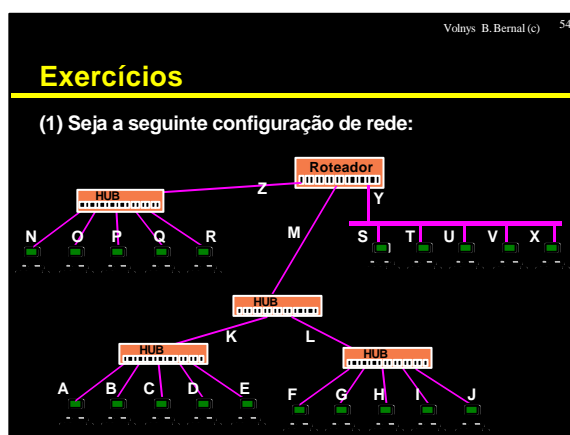 Volnys B. Bernal (c) 54
Exercícios
(1) Seja a seguinte configuração de rede:
Roteador
HUB
Z
Y
N O P Q R
M
S T U V X
HUB
K L
HUB
HUB
A B C D E
F G H I J